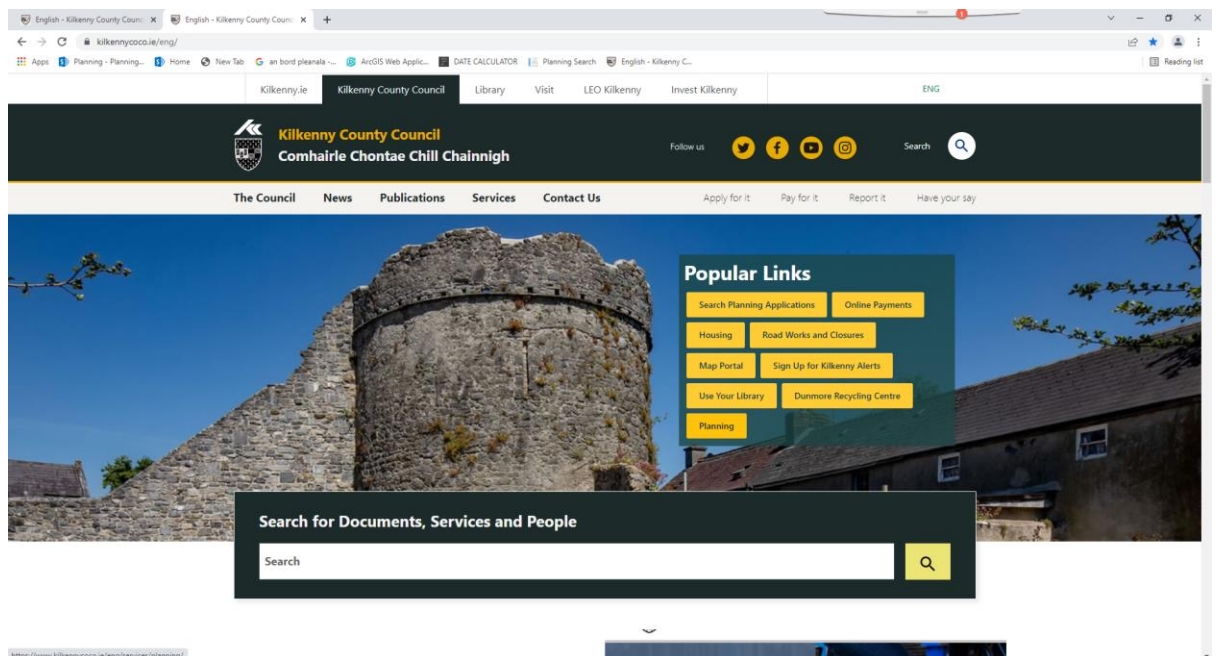 English - Kilkenny County Counc
English - Kilkenny County Counc
1
kilkennycoco.ie/eng/
Apps Planning - Planning... Home New Tab an bord pleanala -... ArcGIS Web Applic... DATE CALCULATOR Planning Search English - Kilkenny C... Reading list
Kilkenny.ie Kilkenny County Council Library Visit LEO Kilkenny Invest Kilkenny ENG
Kilkenny County Council
Comhairle Chontae Chill Chainnigh
Follow us Search
The Council News Publications Services Contact Us Apply for it Pay for it Report it Have your say
Popular Links
Search Planning Applications Online Payments
Housing Road Works and Closures
Map Portal Sign Up for Kilkenny Alerts
Use Your Library Dunmore Recycling Centre
Planning
Search for Documents, Services and People
Search